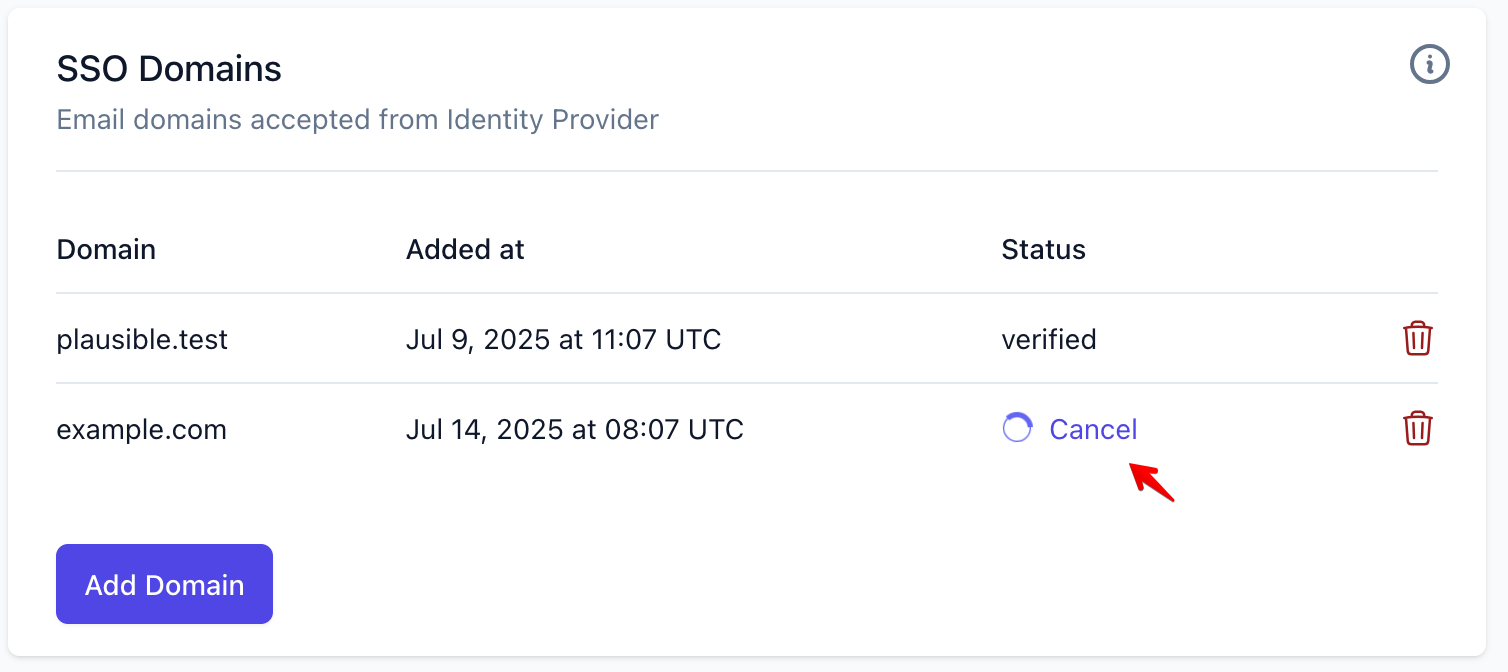 SSO Domains
Email domains accepted from Identity Provider
Domain Added at Status
plausible.test Jul 9, 2025 at 11:07 UTC verified
example.com Jul 14, 2025 at 08:07 UTC Cancel
Add Domain